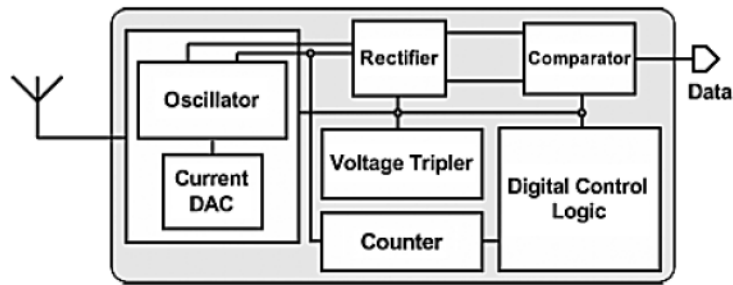 Rectifier
Comparator
Data
Oscillator
Current
DAC
Voltage Tripler
Digital Control
Logic
Counter